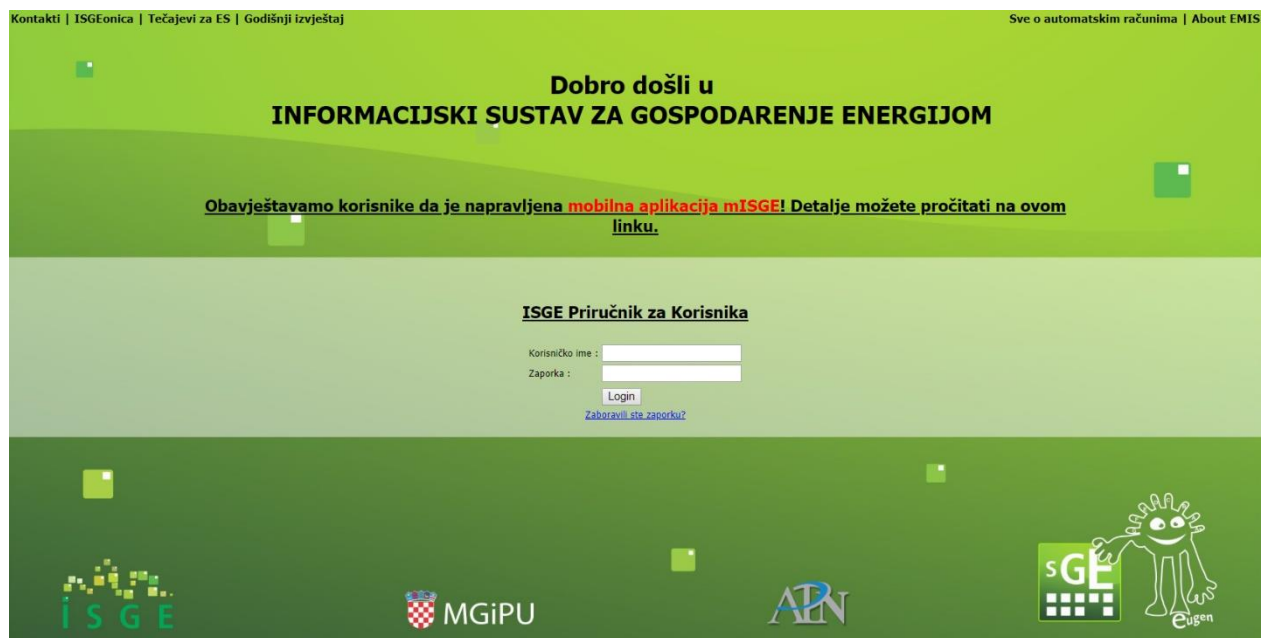 Kontakti | ISGEonica | Tečajevi za ES | Godišnji izvještaj
Sve o automatskim računima | About EMIS
Dobro došli u
INFORMACIJSKI SUSTAV ZA GOSPODARENJE ENERGIJOM
Obavještavamo korisnike da je napravljena mobilna aplikacija mISGE! Detalje možete pročitati na ovom
linku.
ISGE Priručnik za Korisnika
Korisničko ime :
Zaporka :
Login
Zaboravili ste zaporku?
iSGE
MGiPU
APN
sGE
eugen